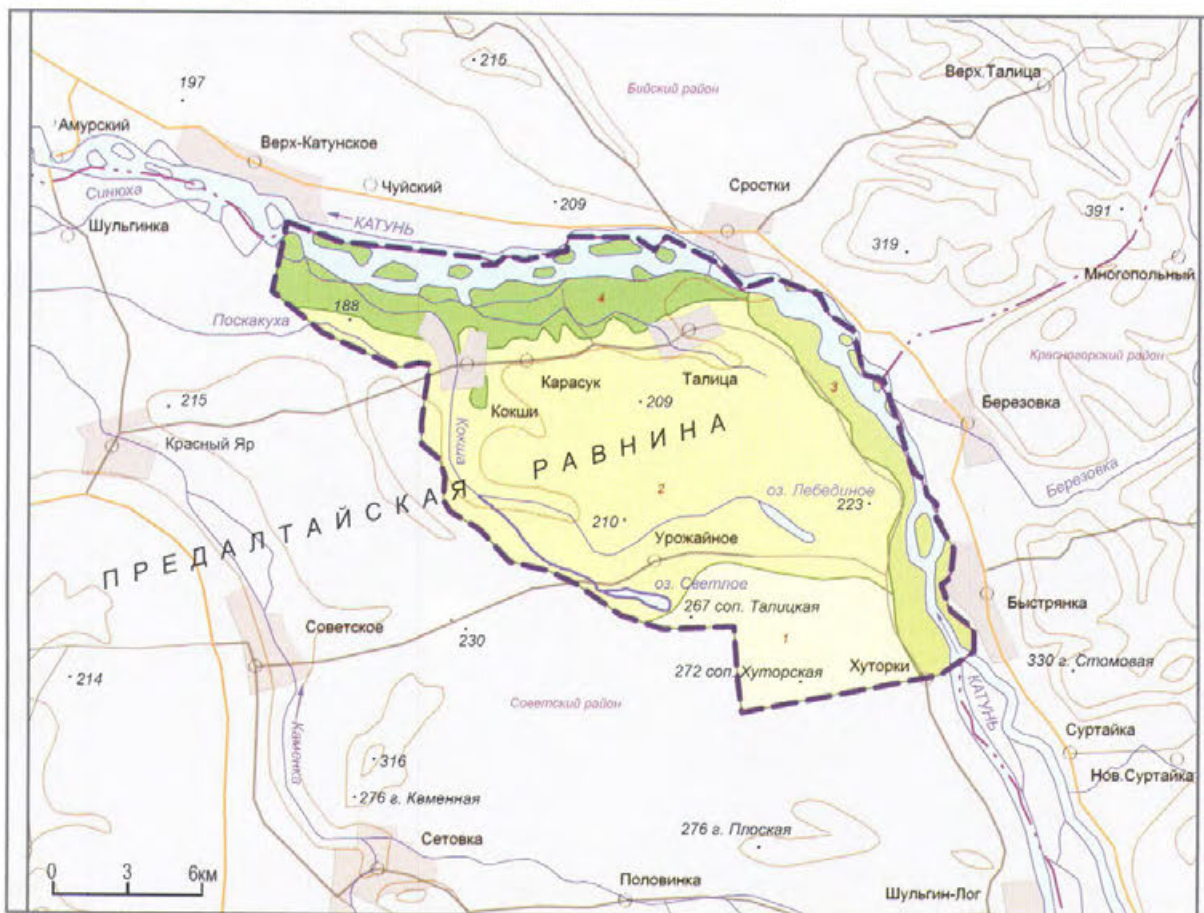 197
215
Бийский район
Верх.Талица
Амурский
Верх-Катунское
Чуйский
Сростки
391
Синюха
209
319
Шульгинка
КАТУНЬ
Многопольный
4
Поскакуха
188
Красногорский район
3
Карасук
Талица
215
Кокши
209
Березовка
Красный Яр
Кокша
РАВНИНА
Березовка
2
оз. Лебединое
223
210
ПРЕДАЛТАЙСКАЯ
Урожайное
оз. Светлое
Быстрянка
267 соп. Талицкая
Советское
230
1
330 г. Стомовая
272 соп. Хуторская
Хуторки
214
Советский район
КАТУНЬ
Каменка
Суртайка
316
Нов.Суртайка
276 г. Каменная
276 г. Плоская
Сетовка
0 3 6км
Половинка
Шульгин-Лог